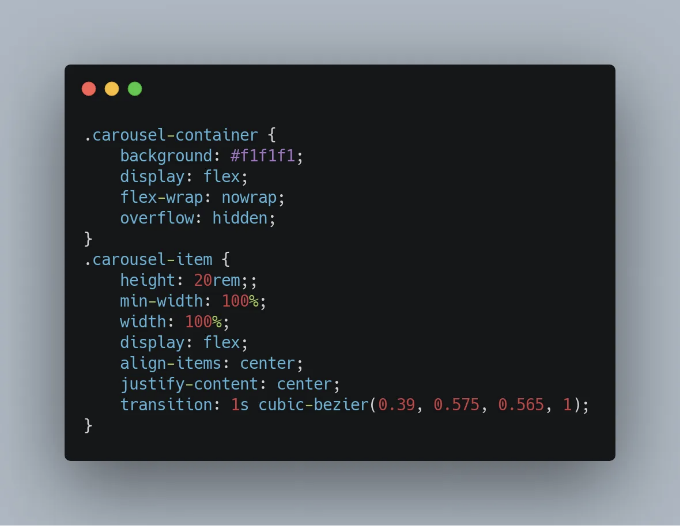 .carousel-container {
    background: #f1f1f1;
    display: flex;
    flex-wrap: nowrap;
    overflow: hidden;
}
.carousel-item {
    height: 20rem;;
    min-width: 100%;
    width: 100%;
    display: flex;
    align-items: center;
    justify-content: center;
    transition: 1s cubic-bezier(0.39, 0.575, 0.565, 1);
}